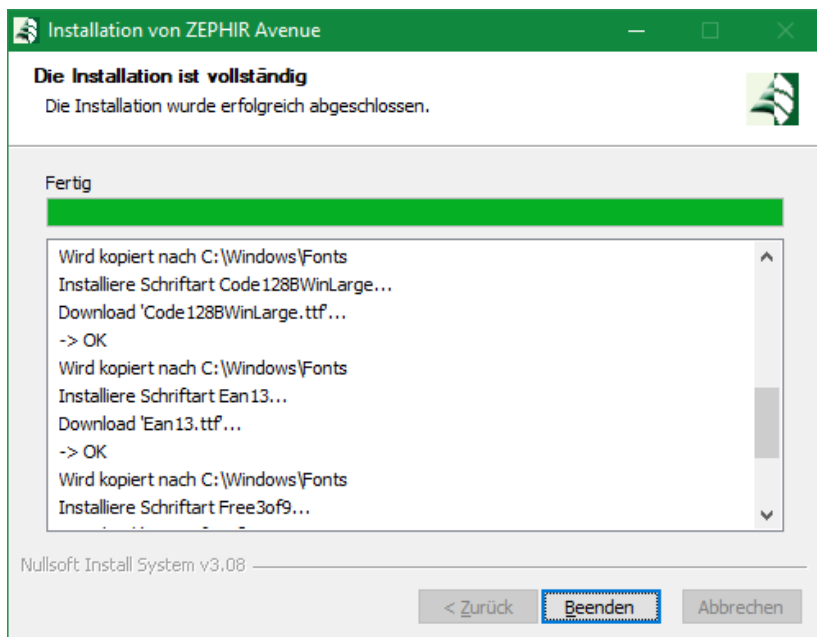 Installation von ZEPHIR Avenue
Die Installation ist vollständig
Die Installation wurde erfolgreich abgeschlossen.
Fertig
Wird kopiert nach C:\Windows\Fonts
Installiere Schriftart Code128BWinLarge...
Download 'Code128BWinLarge.ttf'...
-> OK
Wird kopiert nach C:\Windows\Fonts
Installiere Schriftart Ean13...
Download 'Ean13.ttf'...
-> OK
Wird kopiert nach C:\Windows\Fonts
Installiere Schriftart Free3of9...
Nullsoft Install System v3.08
< Zurück Beenden Abbrechen